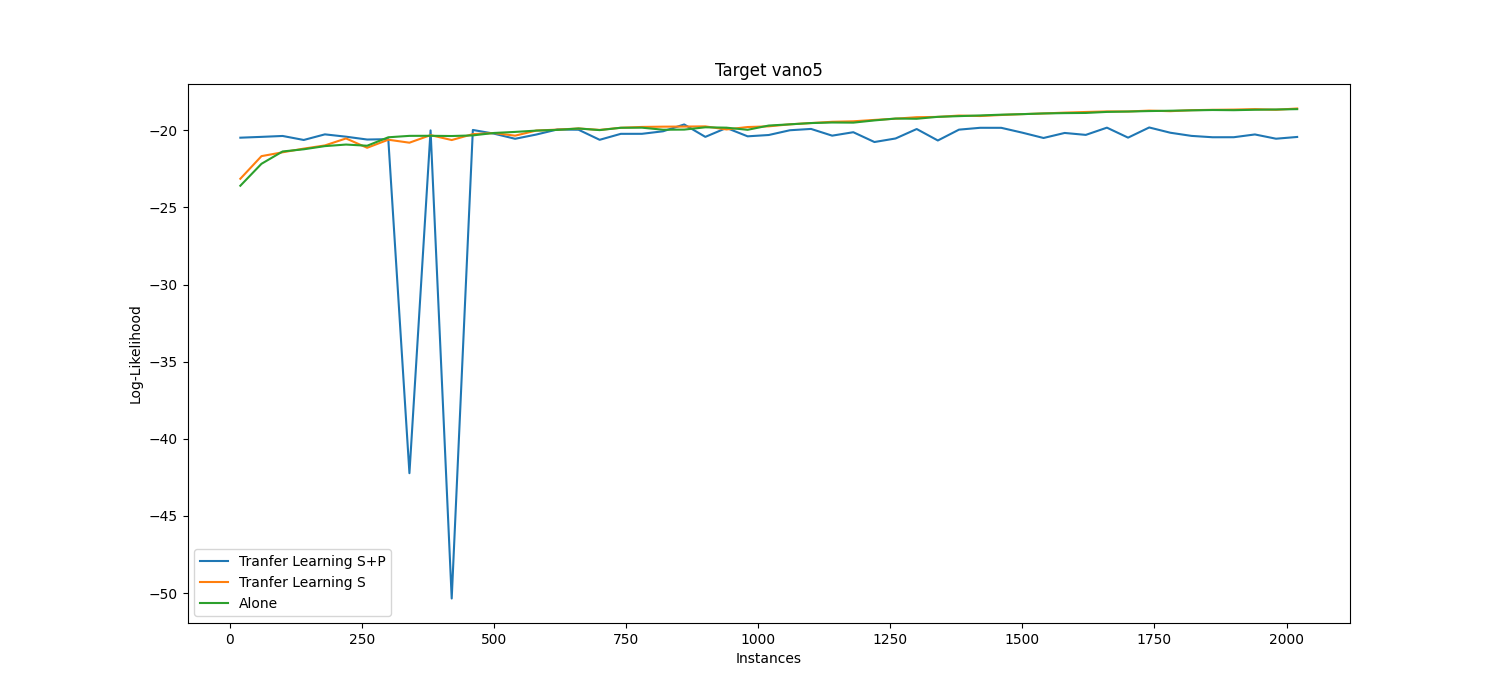 Target vano5
Log-Likelihood
−20
−25
−30
−35
−40
−45
−50
Tranfer Learning S+P
Tranfer Learning S
Alone
0
250
500
750
1000
1250
1500
1750
2000
Instances